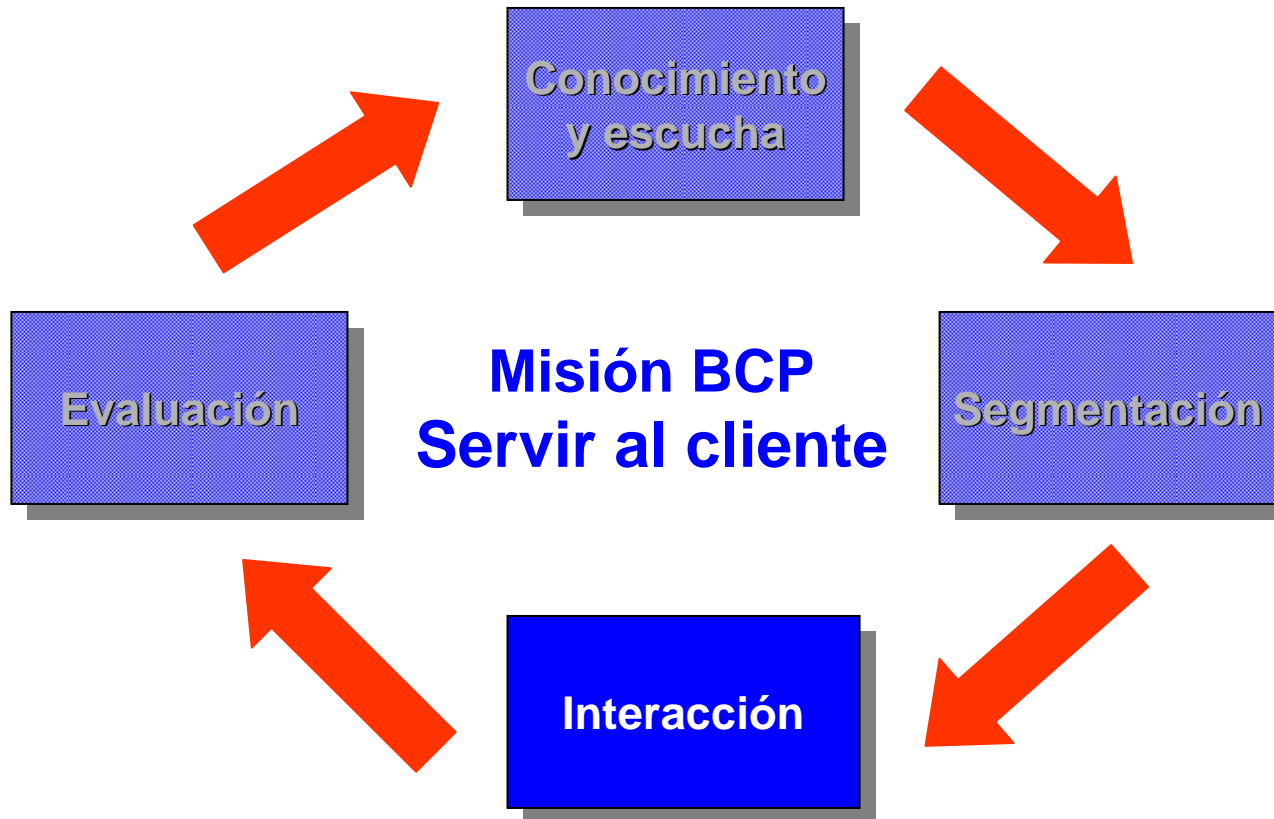 Conocimiento
y escucha
Misión BCP
Servir al cliente
Evaluación
Segmentación
Interacción